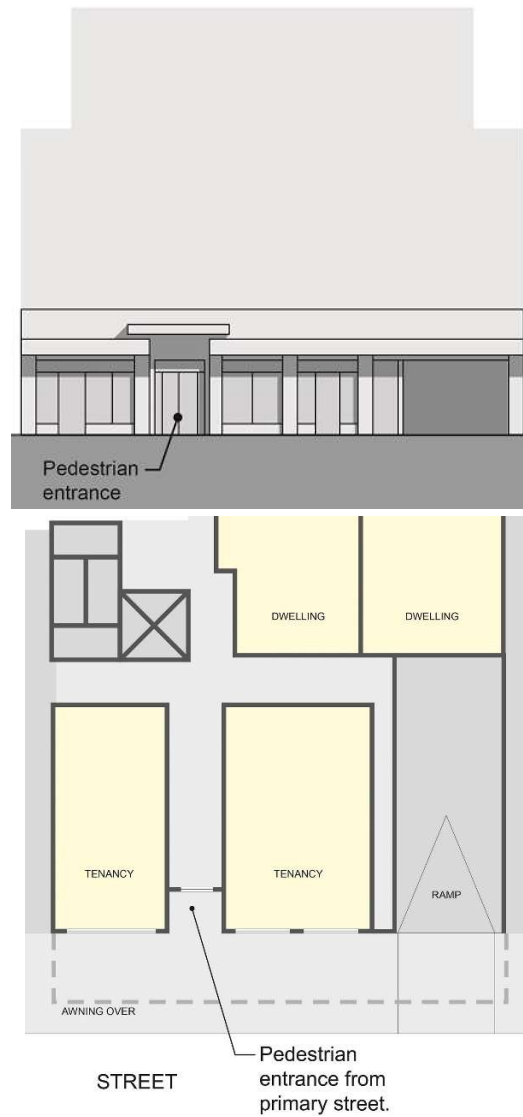 Pedestrian
entrance
DWELLING
DWELLING
TENANCY
TENANCY
RAMP
AWNING OVER
STREET
Pedestrian
entrance from
primary street.